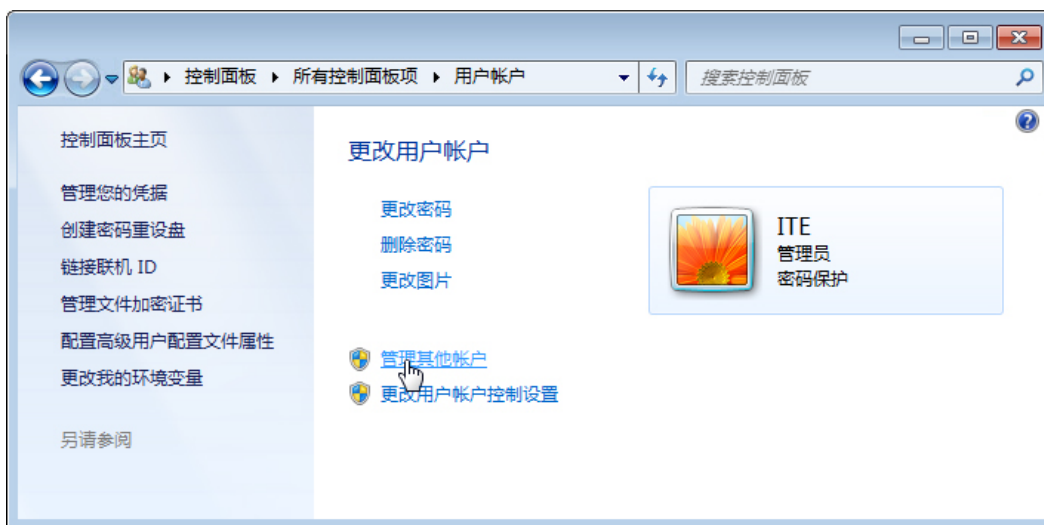 控制面板 ▸ 所有控制面板项 ▸ 用户帐户
搜索控制面板
控制面板主页
管理您的凭据
创建密码重设盘
链接联机 ID
管理文件加密证书
配置高级用户配置文件属性
更改我的环境变量
另请参阅
更改用户帐户
更改密码
删除密码
更改图片
管理其他帐户
更改用户帐户控制设置
ITE
管理员
密码保护